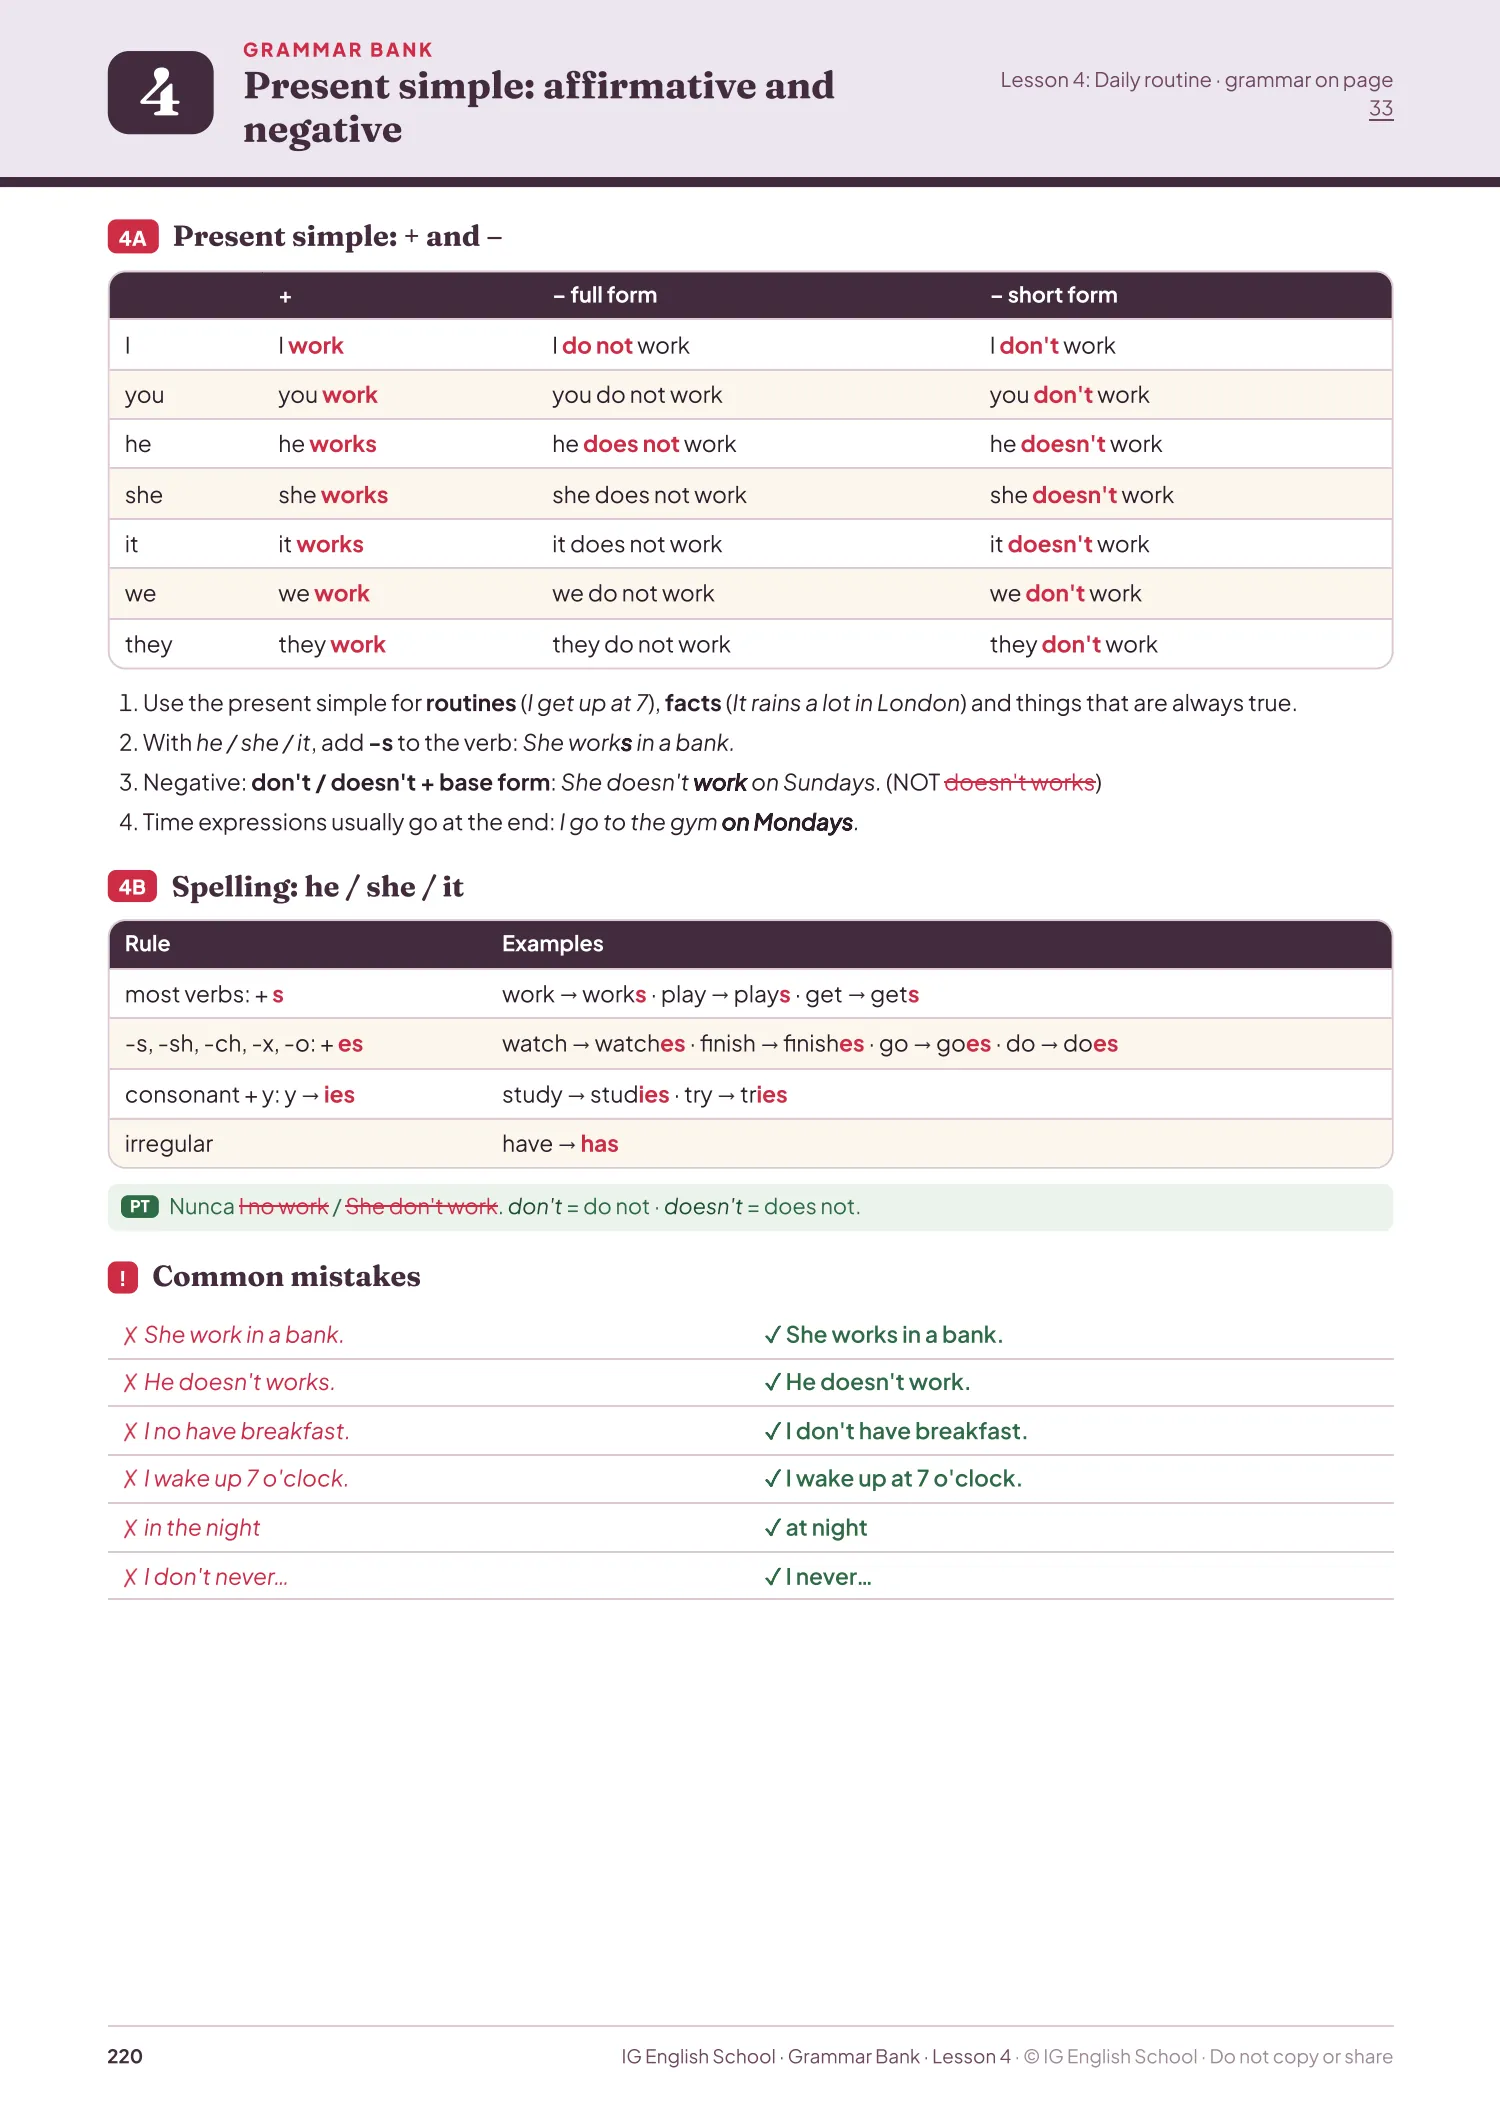 4
GRAMMAR BANK
Present simple: affirmative and
negative
Lesson 4: Daily routine · grammar on page
33
4A Present simple: + and –
+ – full form – short form
I I work I do not work I don't work
you you work you do not work you don't work
he he works he does not work he doesn't work
she she works she does not work she doesn't work
it it works it does not work it doesn't work
we we work we do not work we don't work
they they work they do not work they don't work
1. Use the present simple for routines (I get up at 7), facts (It rains a lot in London) and things that are always true.
2. With he / she / it, add –s to the verb: She works in a bank.
3. Negative: don't / doesn't + base form: She doesn't work on Sundays. (NOT doesn't works)
4. Time expressions usually go at the end: I go to the gym on Mondays.
4B Spelling: he / she / it
Rule Examples
most verbs: + s work → works · play → plays · get → gets
-s, -sh, -ch, -x, -o: + es watch → watches · finish → finishes · go → goes · do → does
consonant + y: y → ies study → studies · try → tries
irregular have → has
PT Nunca I no work / She don't work. don't = do not · doesn't = does not.
! Common mistakes
✗ She work in a bank. ✓ She works in a bank.
✗ He doesn't works. ✓ He doesn't work.
✗ I no have breakfast. ✓ I don't have breakfast.
✗ I wake up 7 o'clock. ✓ I wake up at 7 o'clock.
✗ in the night ✓ at night
✗ I don't never… ✓ I never…
220 IG English School · Grammar Bank · Lesson 4 · © IG English School · Do not copy or share